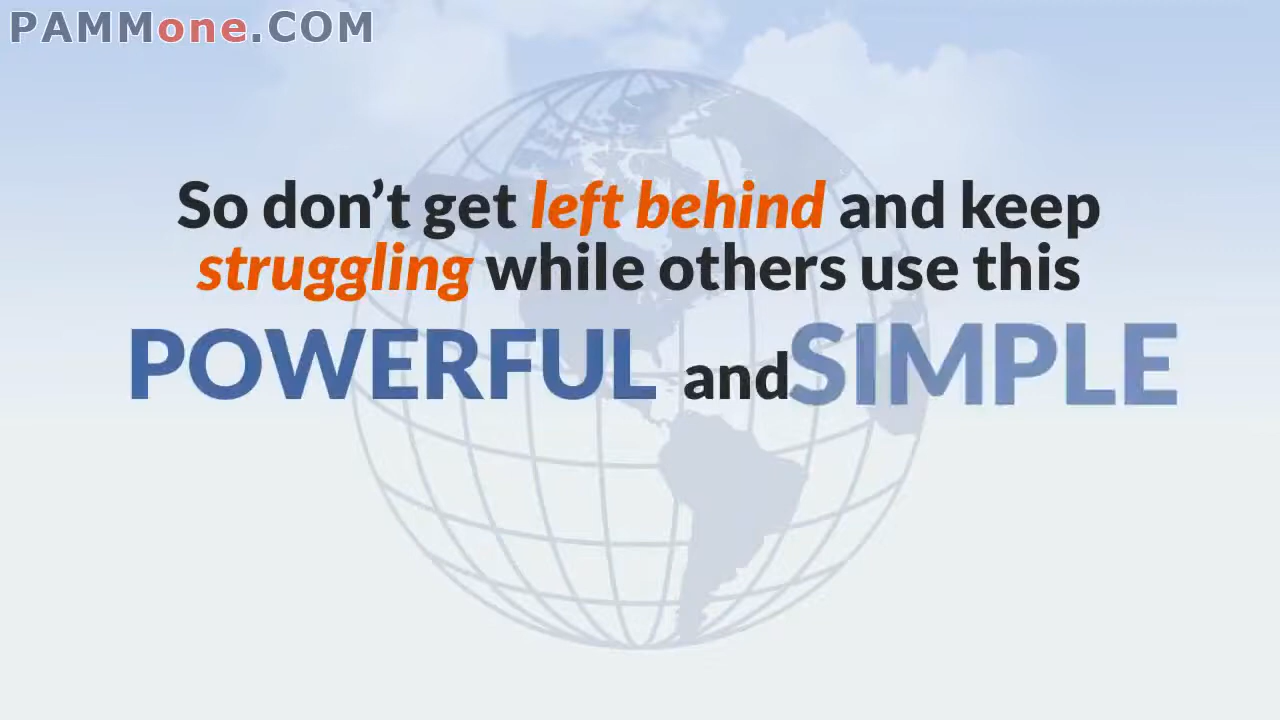 PAMMone.COM
So don’t get left behind and keep
struggling while others use this
POWERFUL and SIMPLE